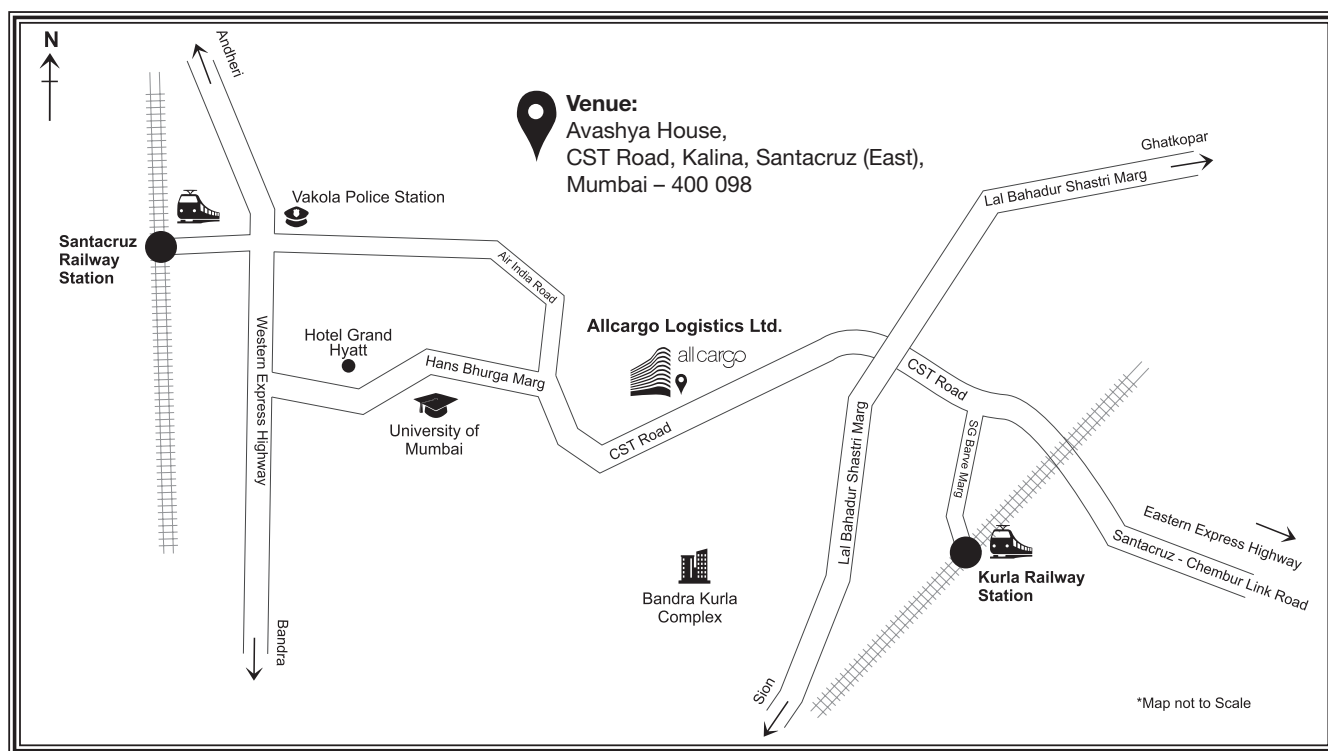 N
Andheri
Venue:
Avashya House,
CST Road, Kalina, Santacruz (East),
Mumbai – 400 098
Ghatkopar
Lal Bahadur Shastri Marg
Vakola Police Station
Santacruz
Railway
Station
Air India Road
Western Express Highway
Hotel Grand
Hyatt
Hans Bhurga Marg
Allcargo Logistics Ltd.
allcargo
University of
Mumbai
CST Road
CST Road
SG Barve Marg
Lal Bahadur Shastri Marg
Eastern Express Highway
Santacruz - Chembur Link Road
Kurla Railway
Station
Bandra Kurla
Complex
Bandra
Sion
*Map not to Scale